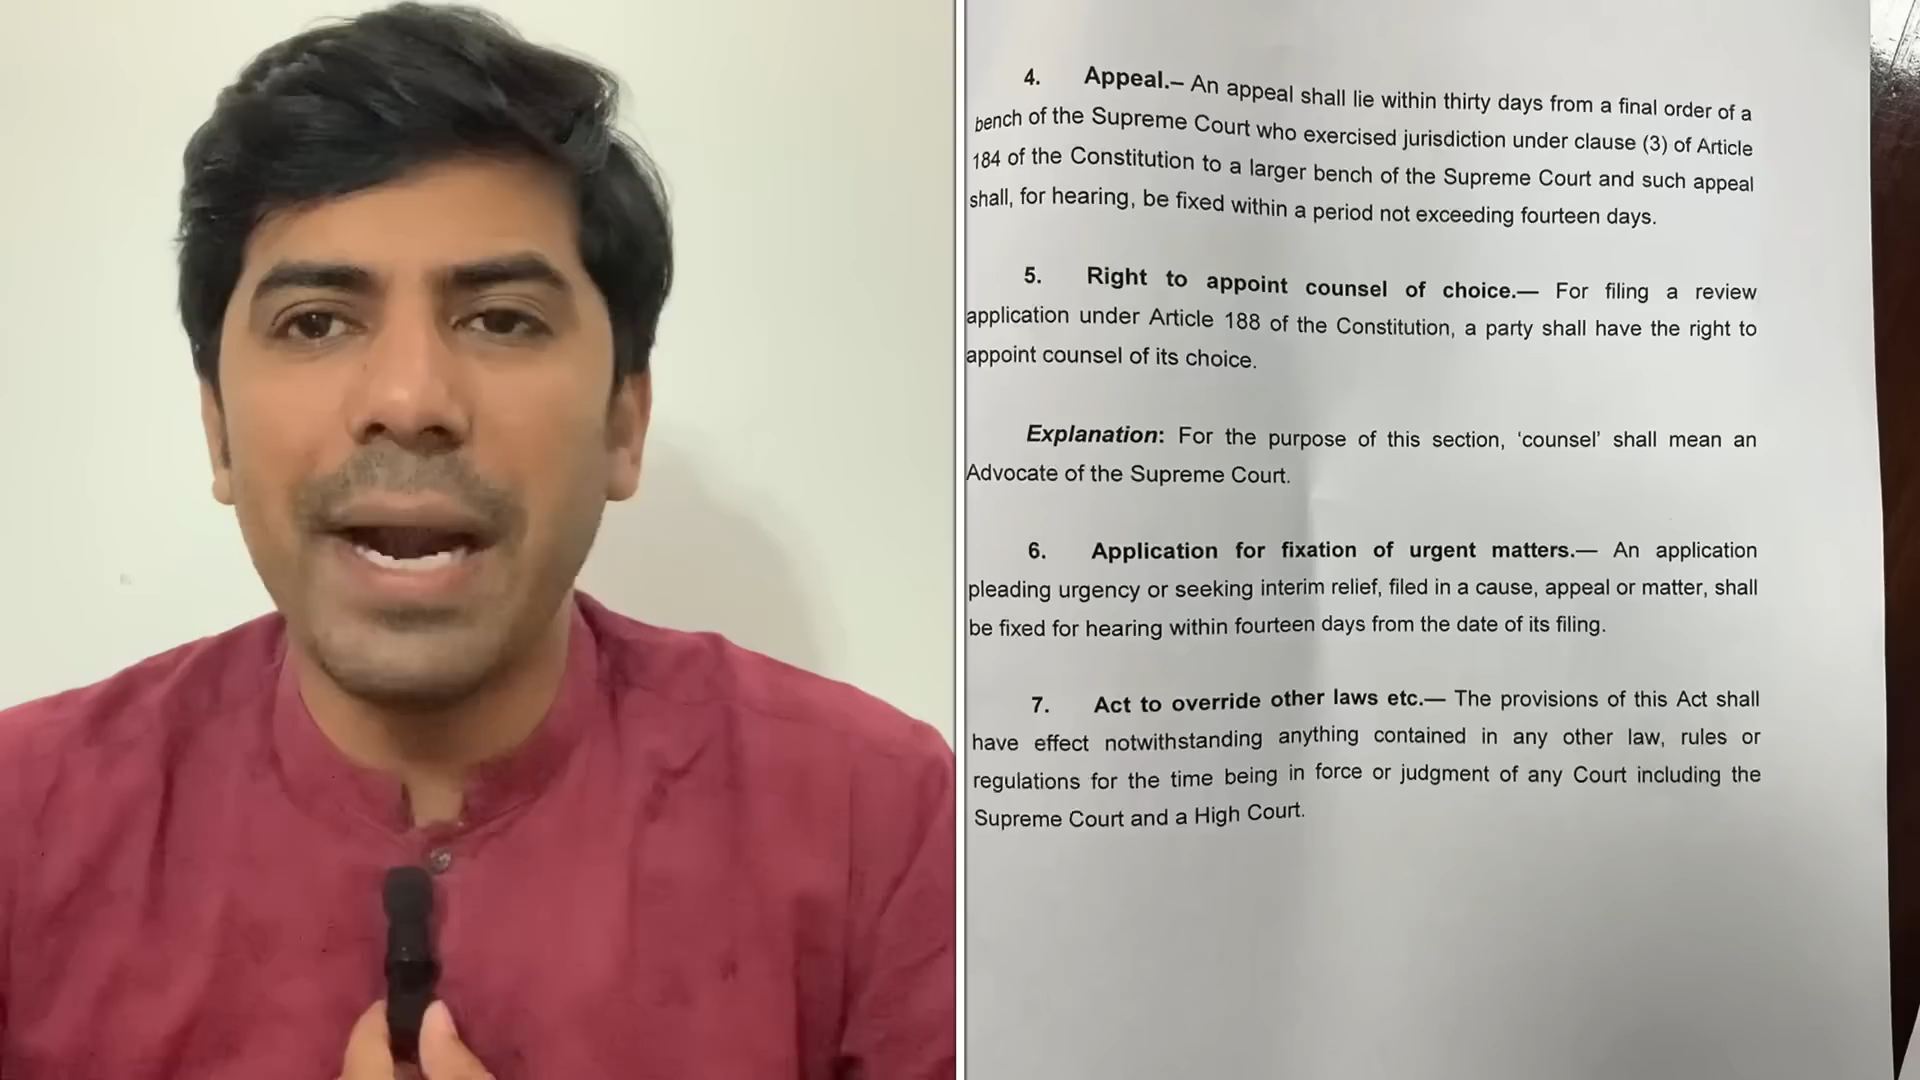 4. Appeal.– An appeal shall lie within thirty days from a final order of a
bench of the Supreme Court who exercised jurisdiction under clause (3) of Article
184 of the Constitution to a larger bench of the Supreme Court and such appeal
shall, for hearing, be fixed within a period not exceeding fourteen days.
5. Right to appoint counsel of choice.— For filing a review
application under Article 188 of the Constitution, a party shall have the right to
appoint counsel of its choice.
Explanation: For the purpose of this section, ‘counsel’ shall mean an
Advocate of the Supreme Court.
6. Application for fixation of urgent matters.— An application
pleading urgency or seeking interim relief, filed in a cause, appeal or matter, shall
be fixed for hearing within fourteen days from the date of its filing.
7. Act to override other laws etc.— The provisions of this Act shall
have effect notwithstanding anything contained in any other law, rules or
regulations for the time being in force or judgment of any Court including the
Supreme Court and a High Court.